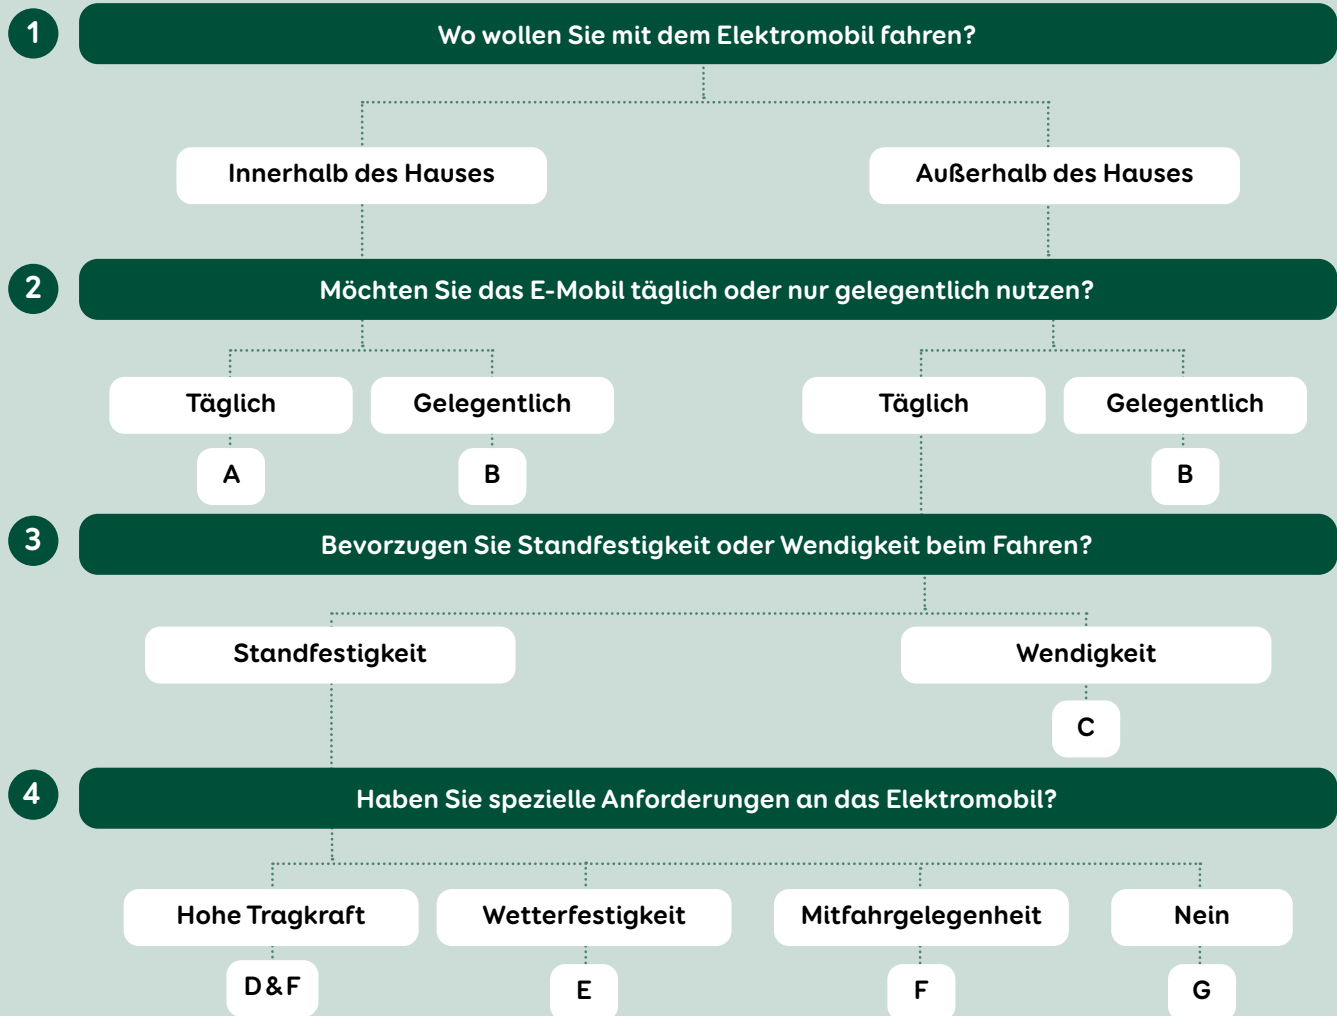 1
Wo wollen Sie mit dem Elektromobil fahren?
Innerhalb des Hauses
Außerhalb des Hauses
2
Möchten Sie das E-Mobil täglich oder nur gelegentlich nutzen?
Täglich
Gelegentlich
Täglich
Gelegentlich
A
B
B
3
Bevorzugen Sie Standfestigkeit oder Wendigkeit beim Fahren?
Standfestigkeit
Wendigkeit
C
4
Haben Sie spezielle Anforderungen an das Elektromobil?
Hohe Tragkraft
Wetterfestigkeit
Mitfahrgelegenheit
Nein
D & F
E
F
G